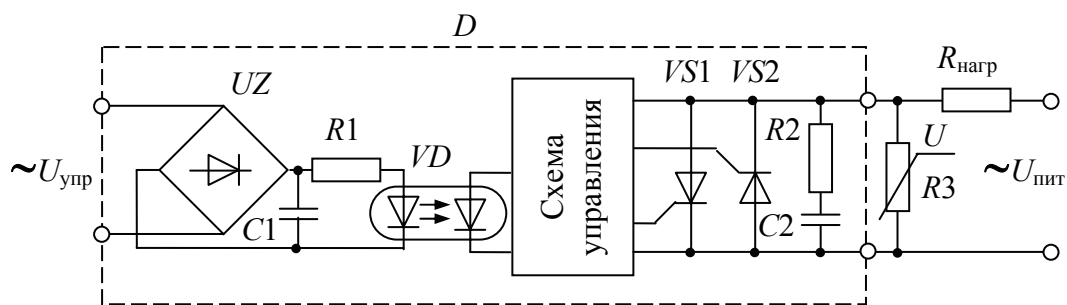 D
VS1 VS2
Rнагр
UZ
R1
VD
R2
U
~Uупр
Схема
управления
R3
~Uпит
C1
C2